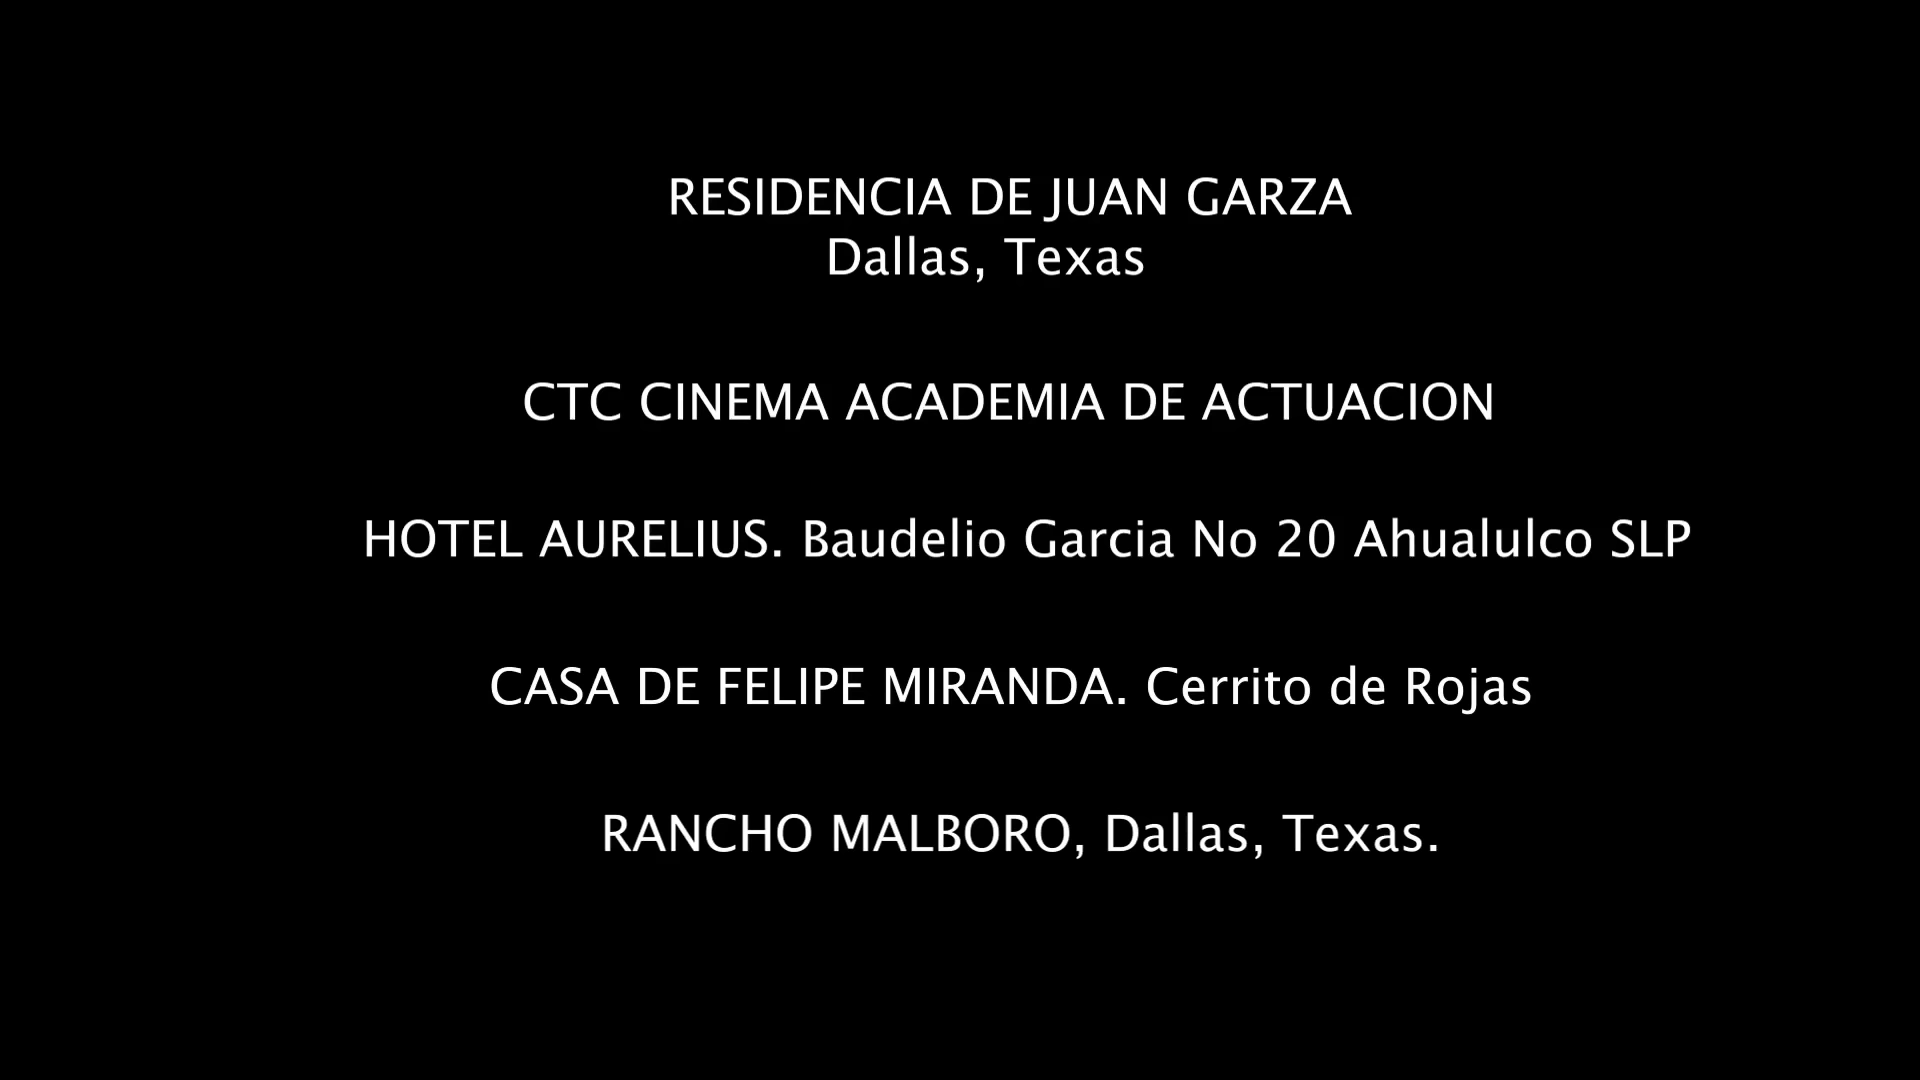 RESIDENCIA DE JUAN GARZA
Dallas, Texas
CTC CINEMA ACADEMIA DE ACTUACION
HOTEL AURELIUS. Baudelio Garcia No 20 Ahualulco SLP
CASA DE FELIPE MIRANDA. Cerrito de Rojas
RANCHO MALBORO, Dallas, Texas.